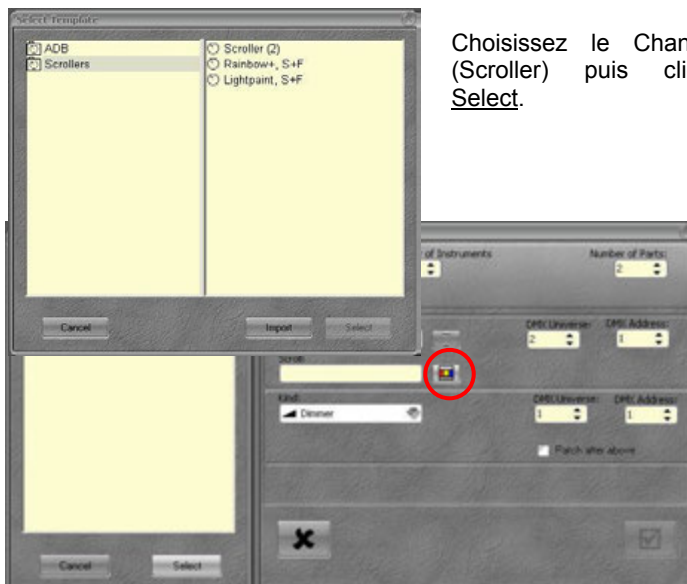 Select Template
ADB
Scrollers
Scroller (2)
Rainbow+, S+F
Lightpaint, S+F
Cancel
Import
Select
Choisissez le Chan
(Scroller) puis cli
Select.
of Instruments
Number of Parts:
2
DMX Universe:
DMX Address:
2
1
Scroll:
Kind:
Dimmer
DMX Universe:
DMX Address:
1
1
Patch after above
Cancel
Select